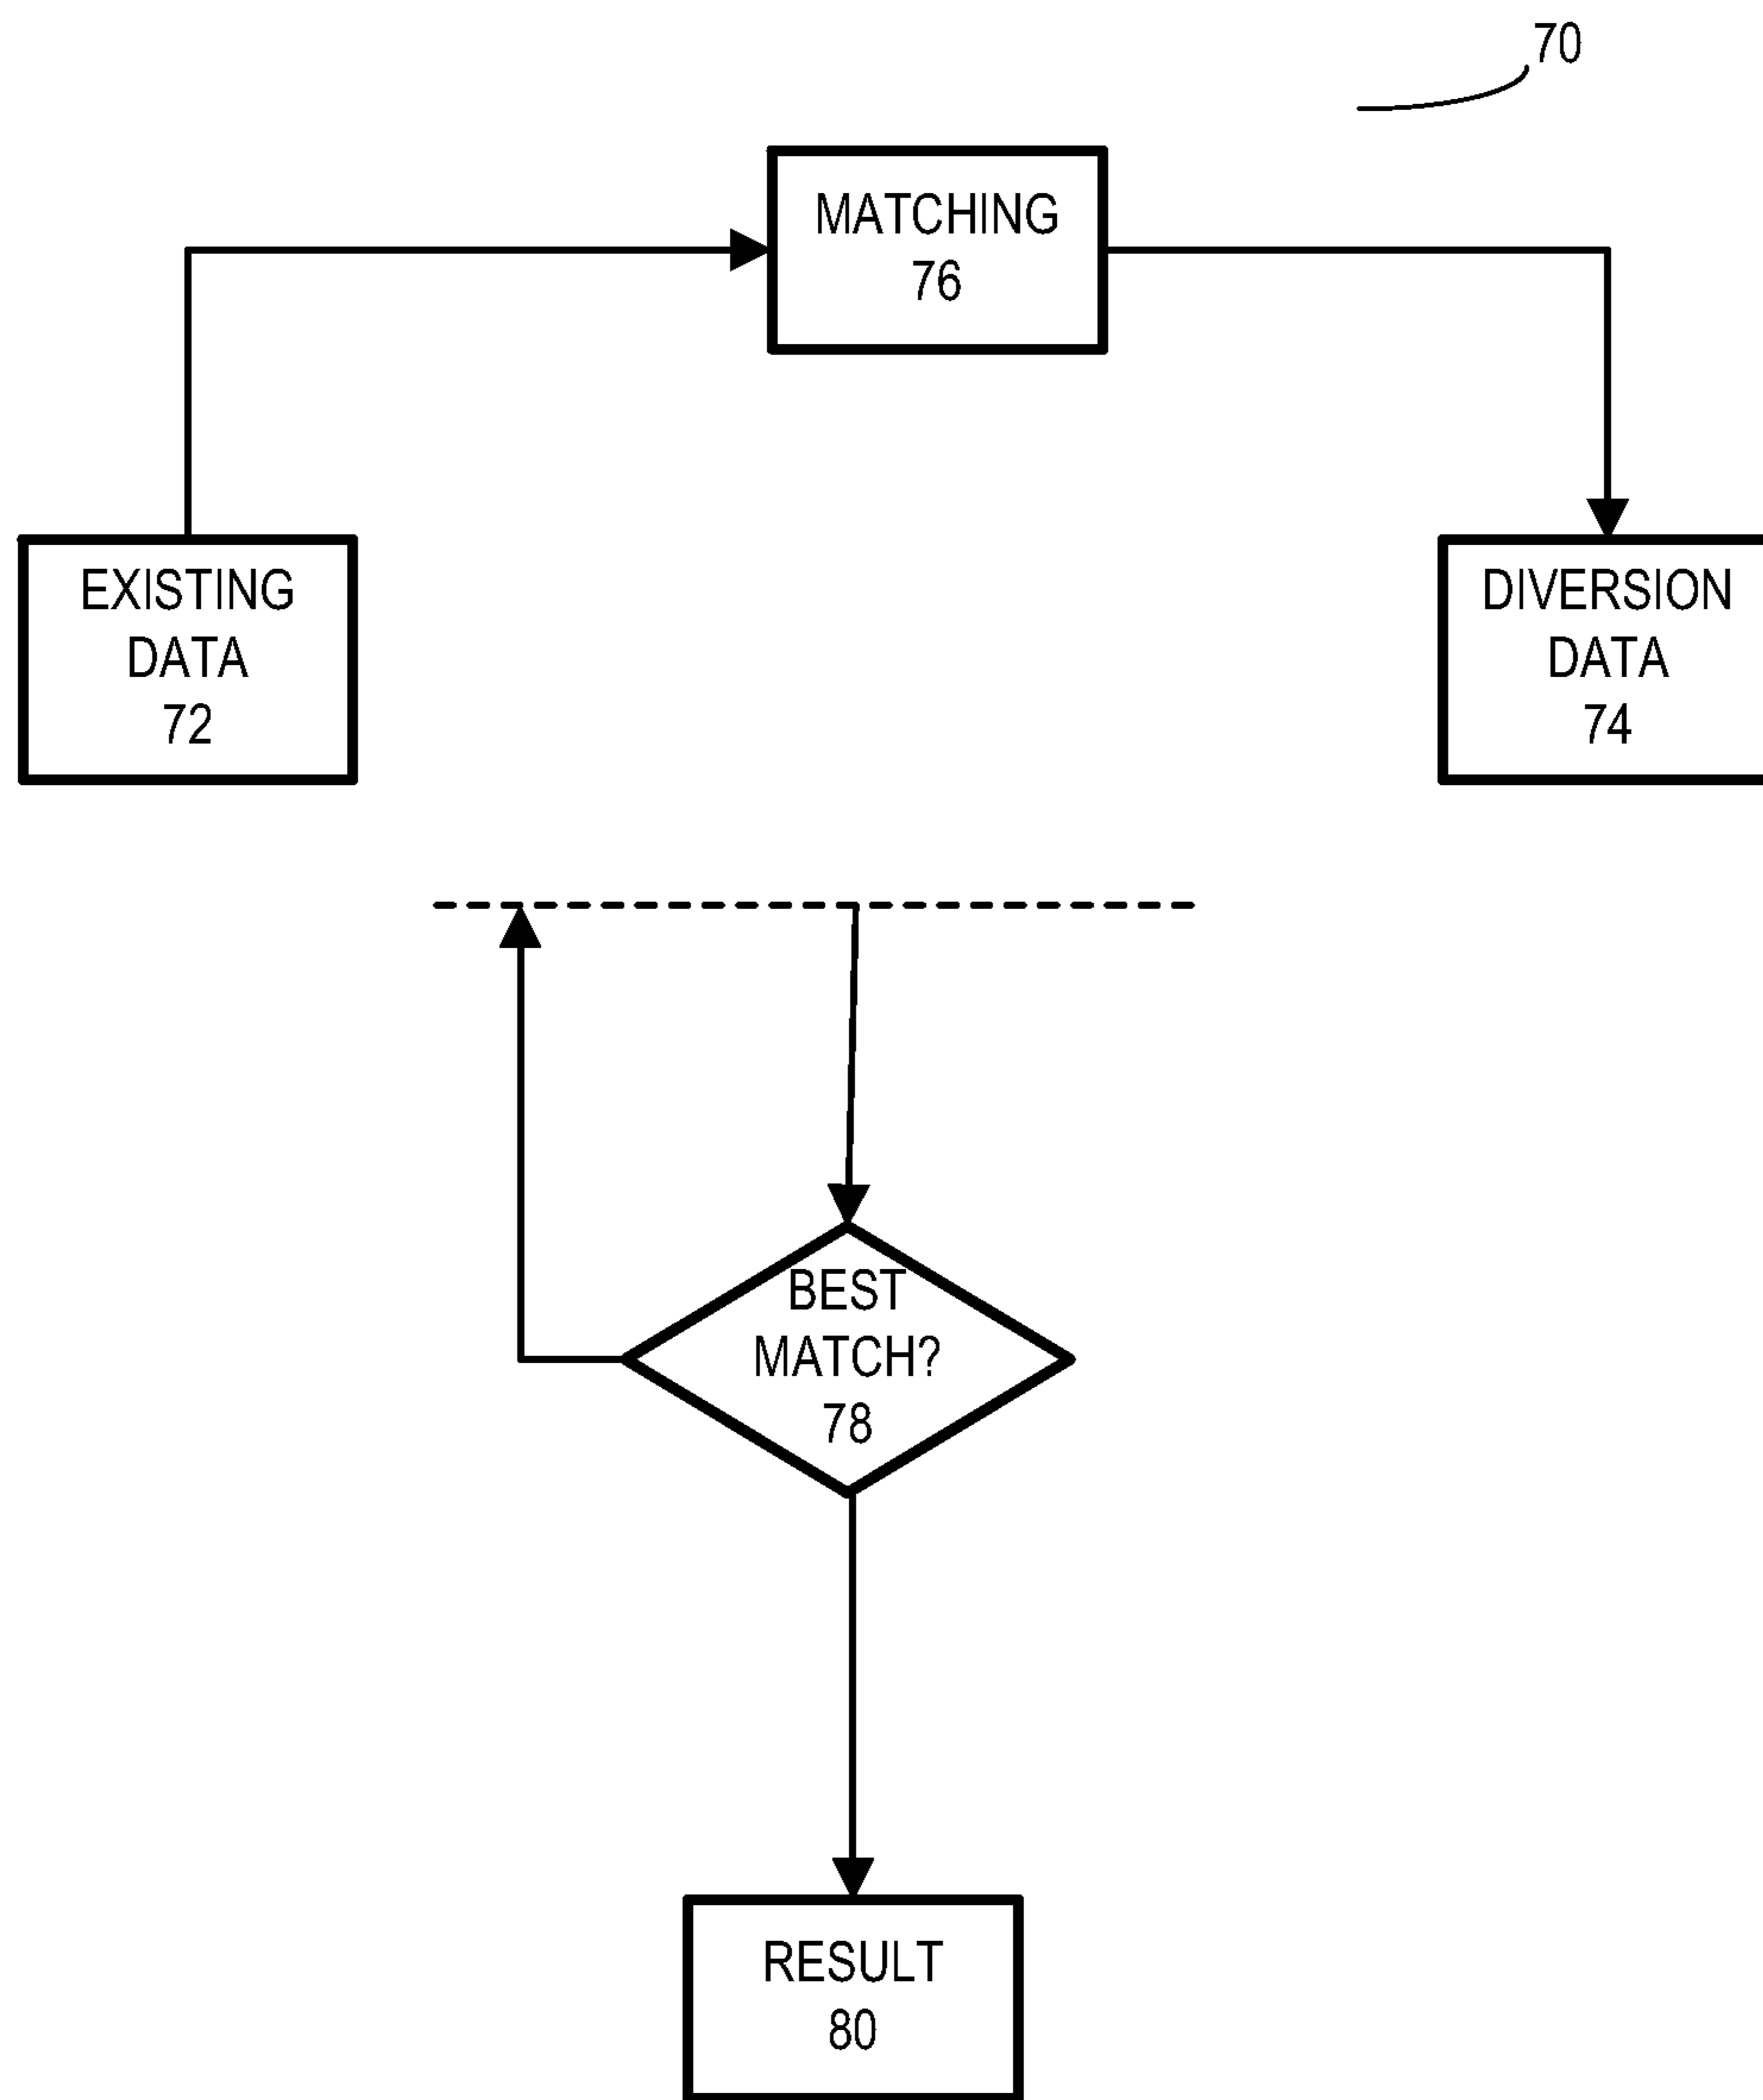 70
MATCHING
76
EXISTING
DATA
72
DIVERSION
DATA
74
BEST
MATCH?
78
RESULT
80